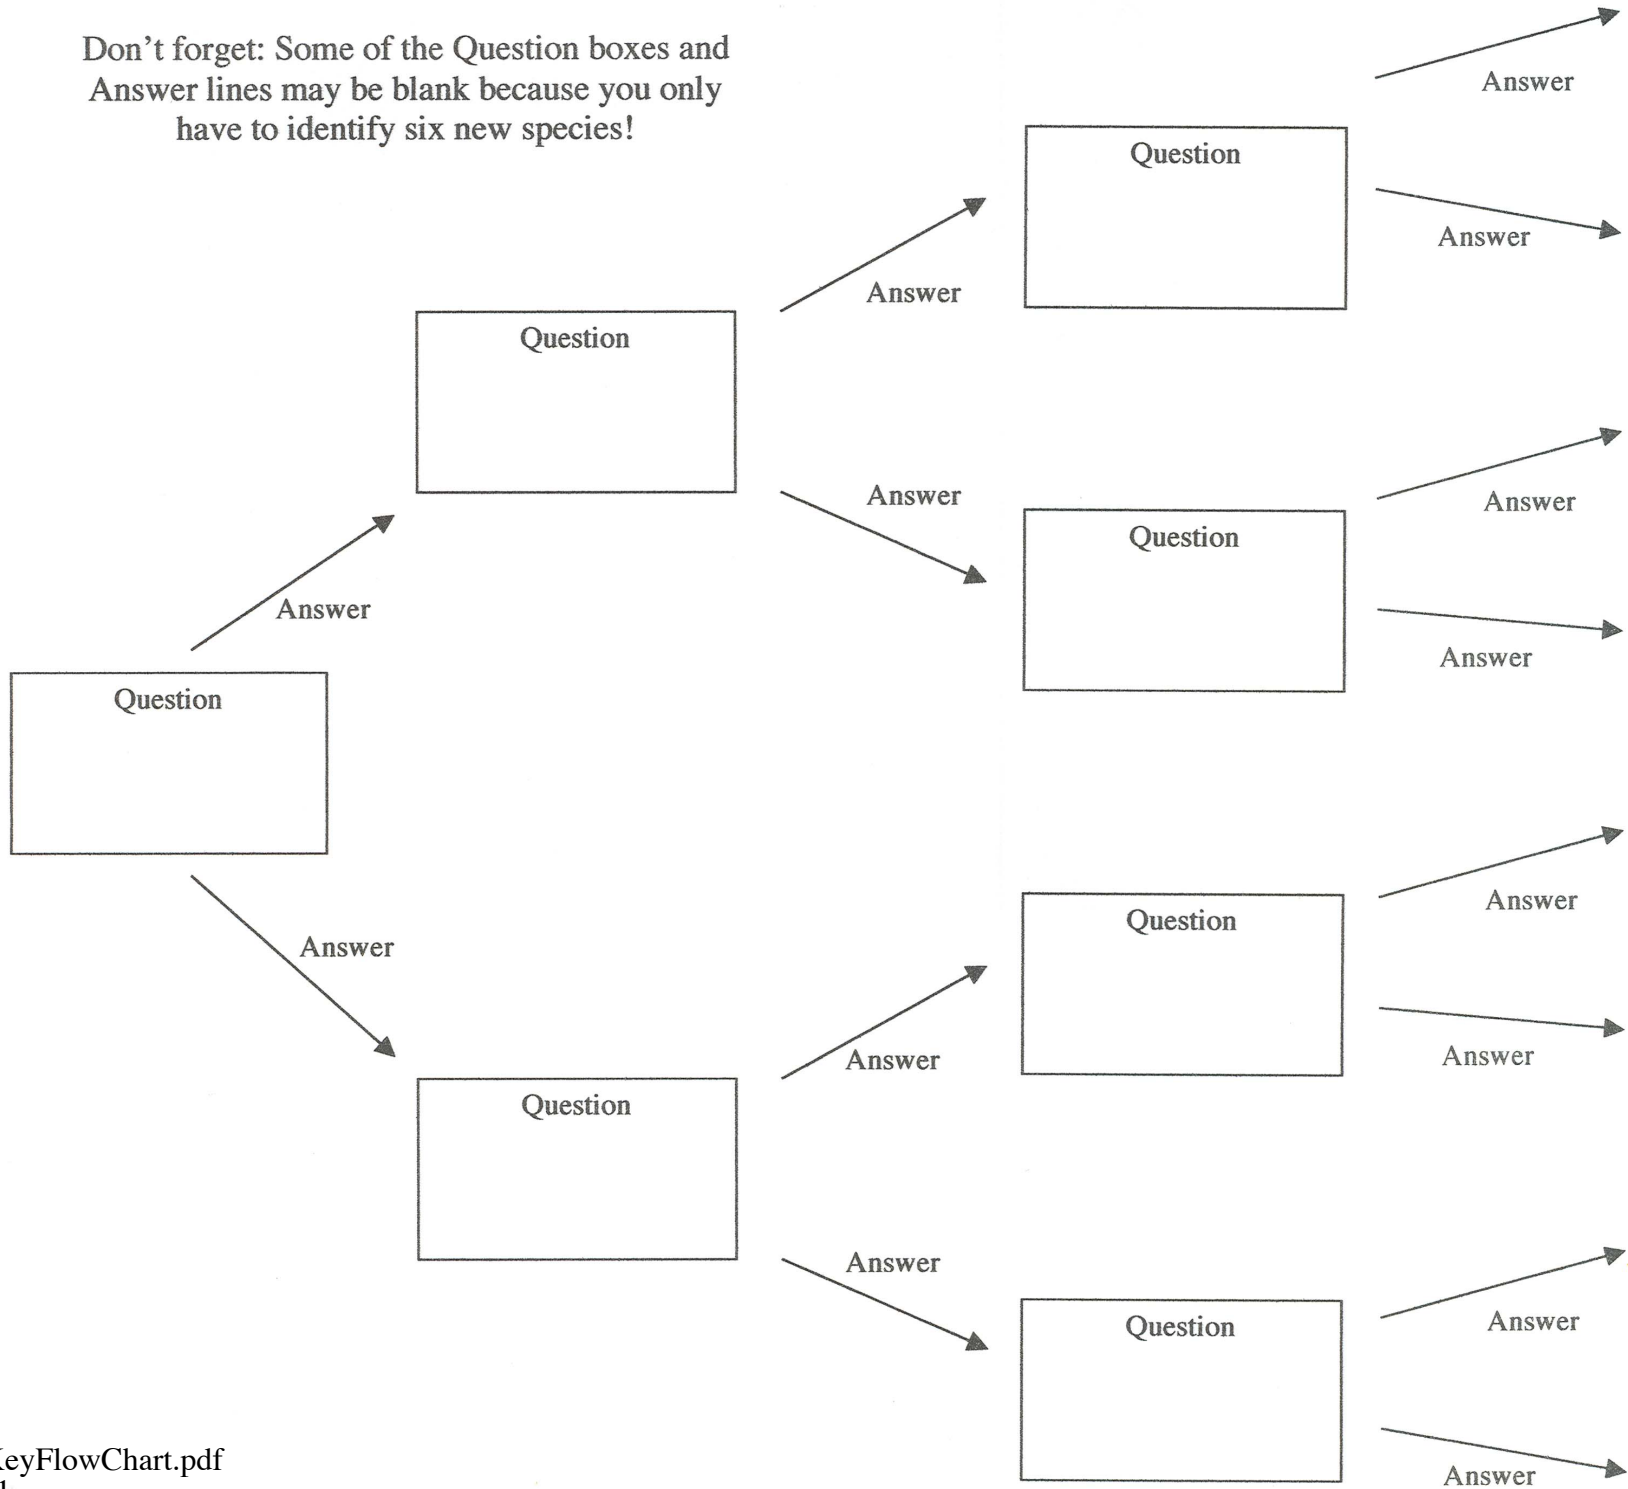 Don't forget: Some of the Question boxes and
Answer lines may be blank because you only
have to identify six new species!
Answer
Question
Answer
Answer
Question
Answer
Answer
Question
Answer
Answer
Question
Answer
Answer
Question
Answer
Answer
Question
Answer
Answer
Question
Answer
KeyFlowChart.pdf